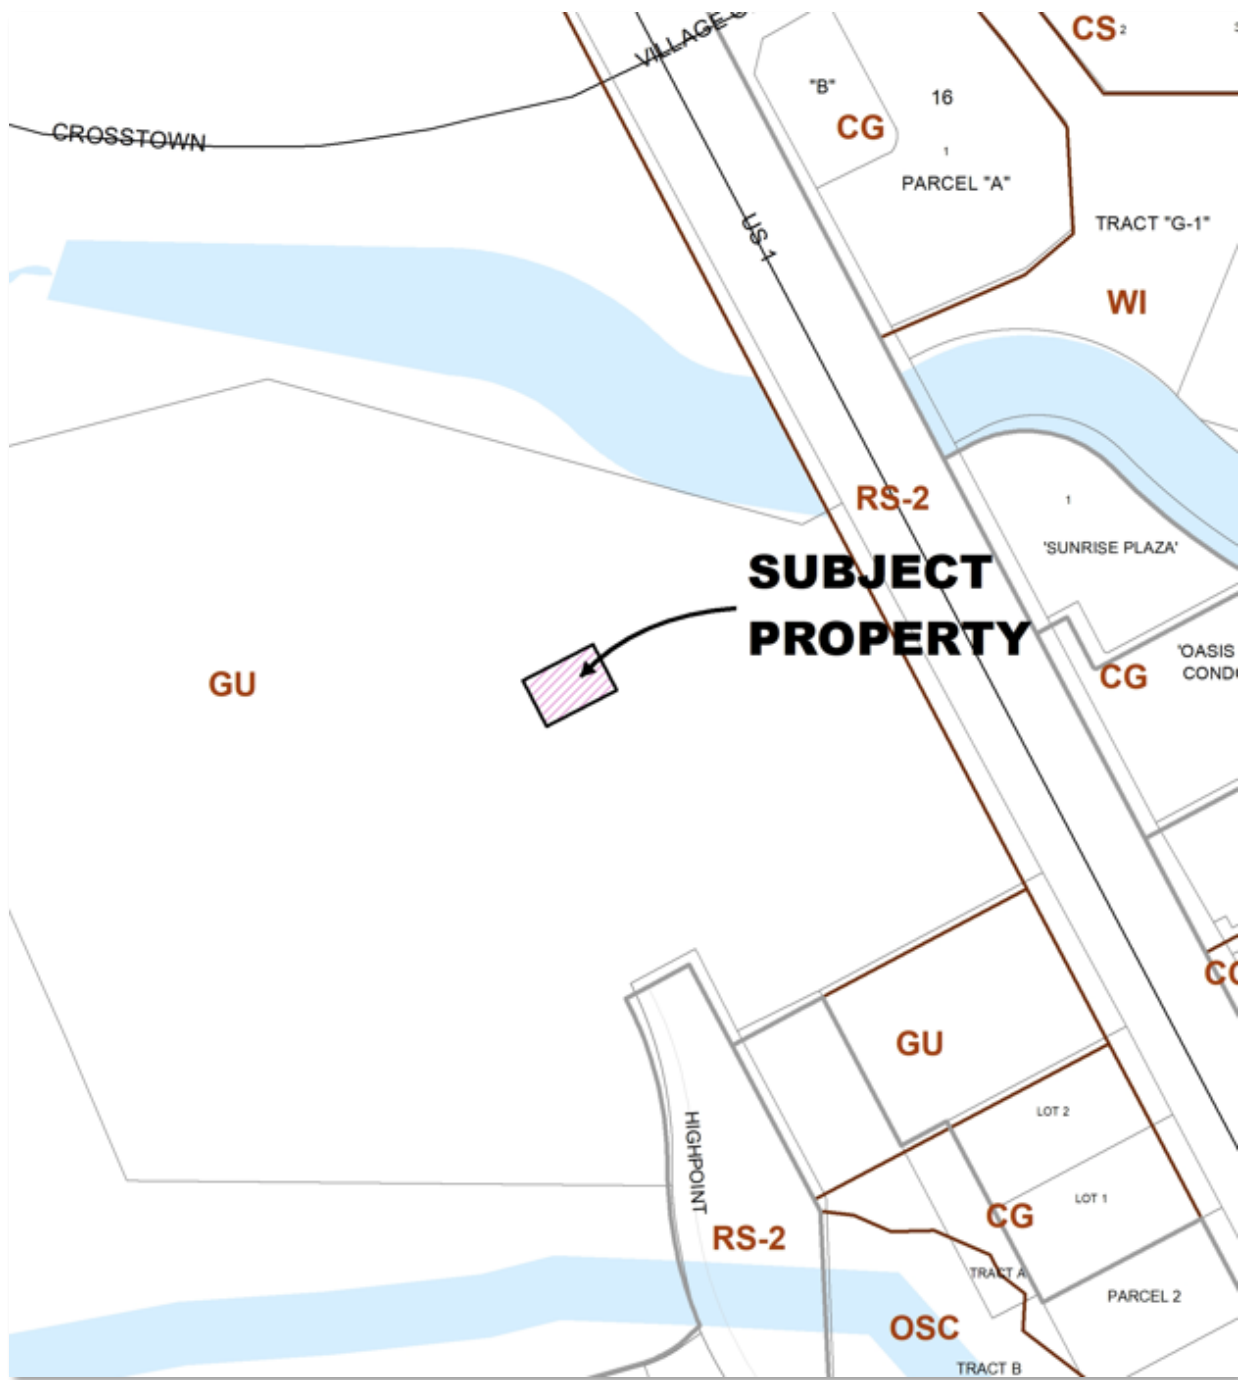 CS
2
VILLAGE
"B"
16
CG
CROSSTOWN
1
PARCEL "A"
US 1
TRACT "G-1"
WI
RS-2
1
'SUNRISE PLAZA'
SUBJECT
PROPERTY
'OASIS
GU
CG
GU
HIGHPOINT
LOT 2
LOT 1
CG
RS-2
TRACT A
PARCEL 2
OSC
TRACT B